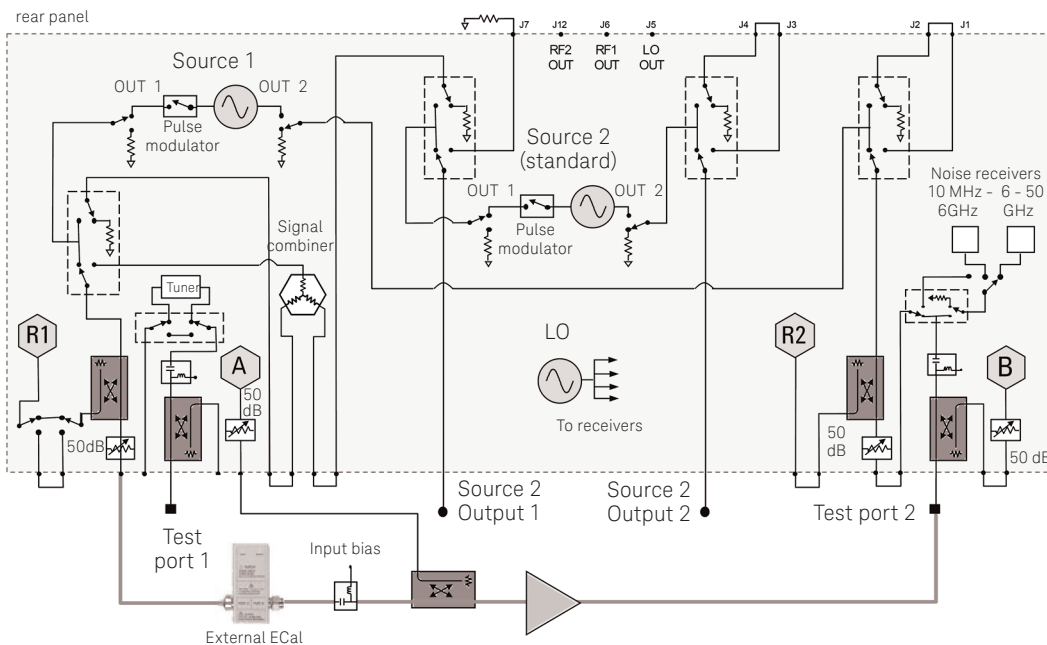 rear panel
J7
J12
J6
J5
J4
J3
J2
J1
RF2
OUT
RF1
OUT
LO
OUT
Source 1
OUT 1
OUT 2
Pulse
modulator
Source 2
(standard)
OUT 1
OUT 2
Pulse
modulator
Noise receivers
10 MHz -
6GHz
6 - 50
GHz
Signal
combiner
Tuner
R1
A
50
dB
50dB
LO
To receivers
R2
50
dB
B
50 dB
Test
port 1
Source 2
Output 1
Source 2
Output 2
Test port 2
Input bias
External ECal